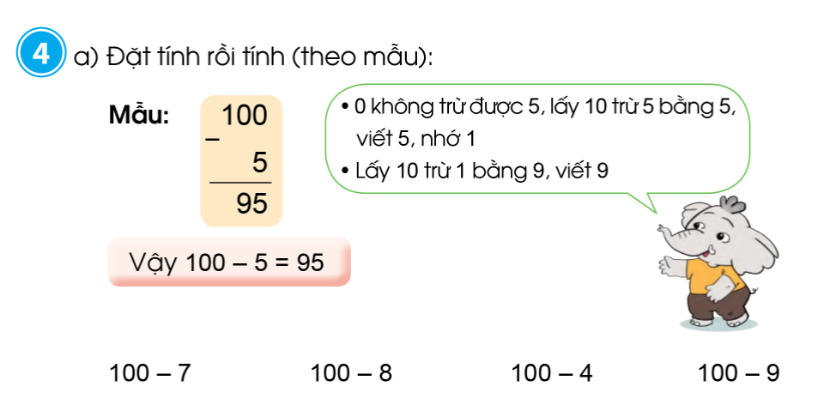 4 a) Đặt tính rồi tính (theo mẫu):
Mẫu:
100
–
5
95
• 0 không trừ được 5, lấy 10 trừ 5 bằng 5,
viết 5, nhớ 1
• Lấy 10 trừ 1 bằng 9, viết 9
Vậy 100 – 5 = 95
100 – 7 100 – 8 100 – 4 100 – 9